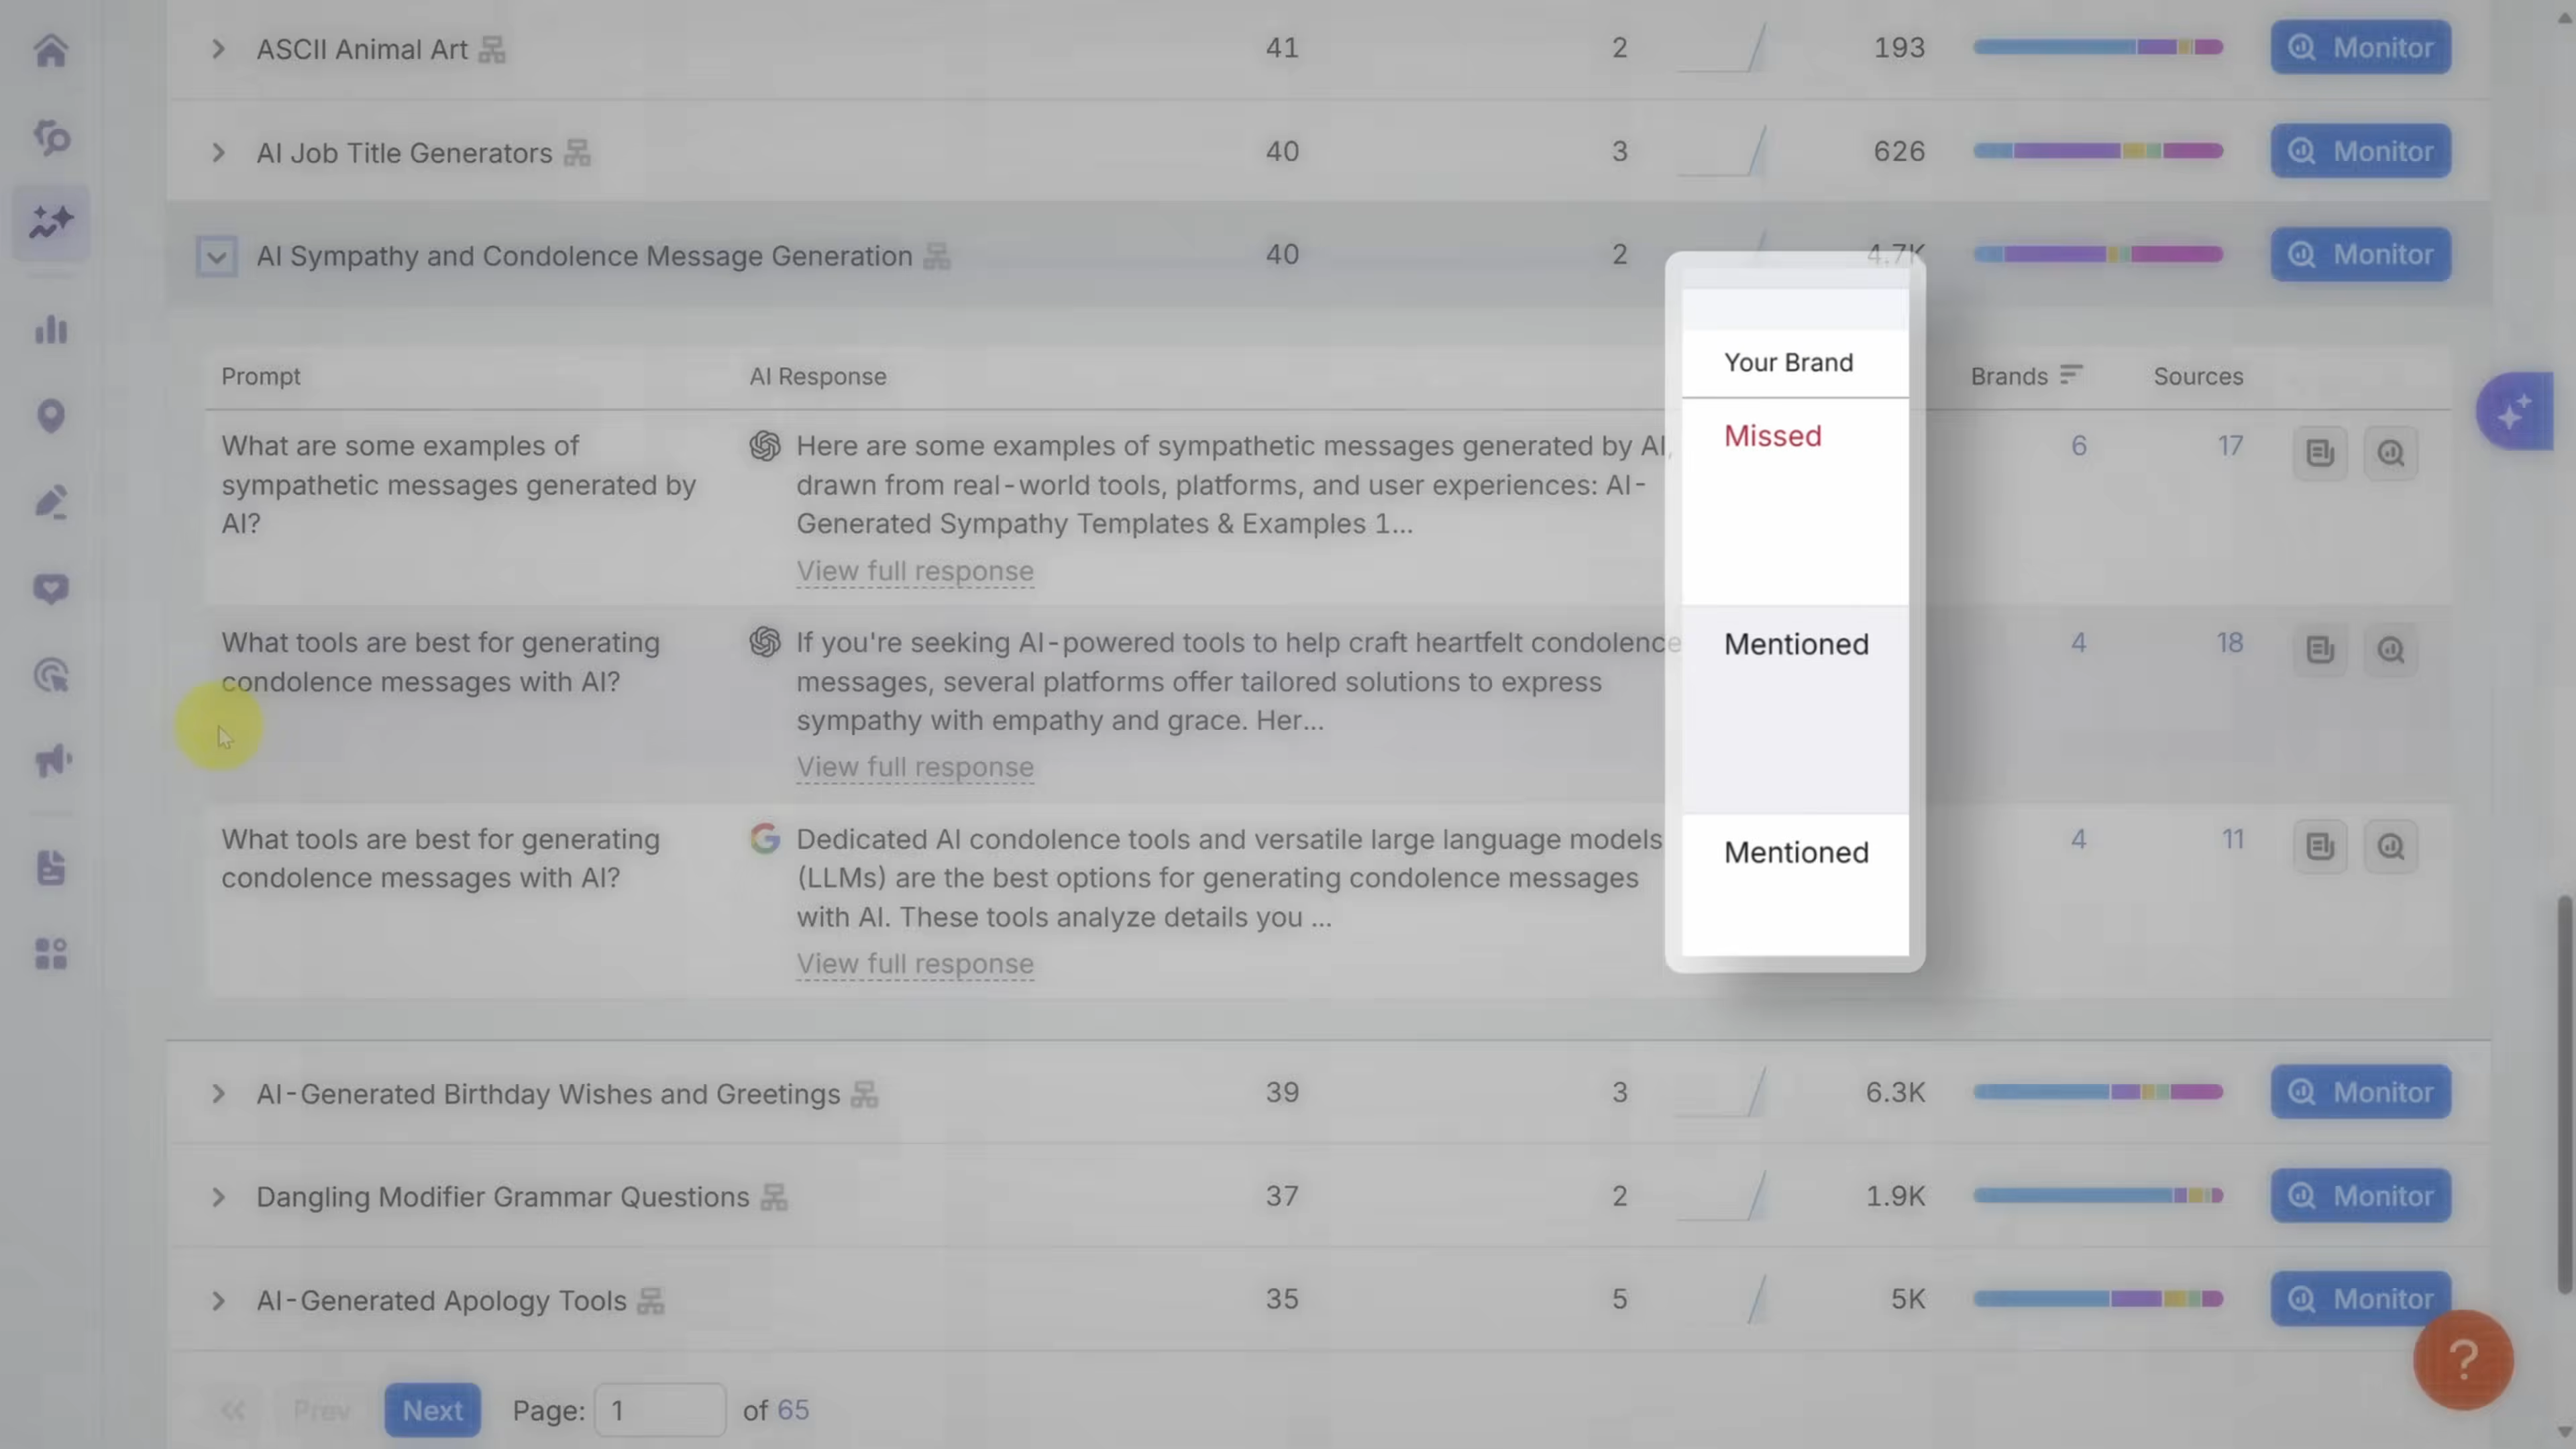 ASCII Animal Art 41 2 193 Monitor
AI Job Title Generators 40 3 626 Monitor
AI Sympathy and Condolence Message Generation 40 2 4.7K Monitor
Prompt AI Response Your Brand Brands Sources
What are some examples of
sympathetic messages generated by
AI?
Here are some examples of sympathetic messages generated by AI,
drawn from real-world tools, platforms, and user experiences: AI-
Generated Sympathy Templates & Examples 1...
View full response
Missed
6
17
What tools are best for generating
condolence messages with AI?
If you're seeking AI-powered tools to help craft heartfelt condolence
messages, several platforms offer tailored solutions to express
sympathy with empathy and grace. Her...
View full response
Mentioned
4
18
What tools are best for generating
condolence messages with AI?
Dedicated AI condolence tools and versatile large language models
(LLMs) are the best options for generating condolence messages
with AI. These tools analyze details you ...
View full response
Mentioned
4
11
AI-Generated Birthday Wishes and Greetings 39 3 6.3K Monitor
Dangling Modifier Grammar Questions 37 2 1.9K Monitor
AI-Generated Apology Tools 35 5 5K Monitor
Prev Next Page: 1 of 65
?